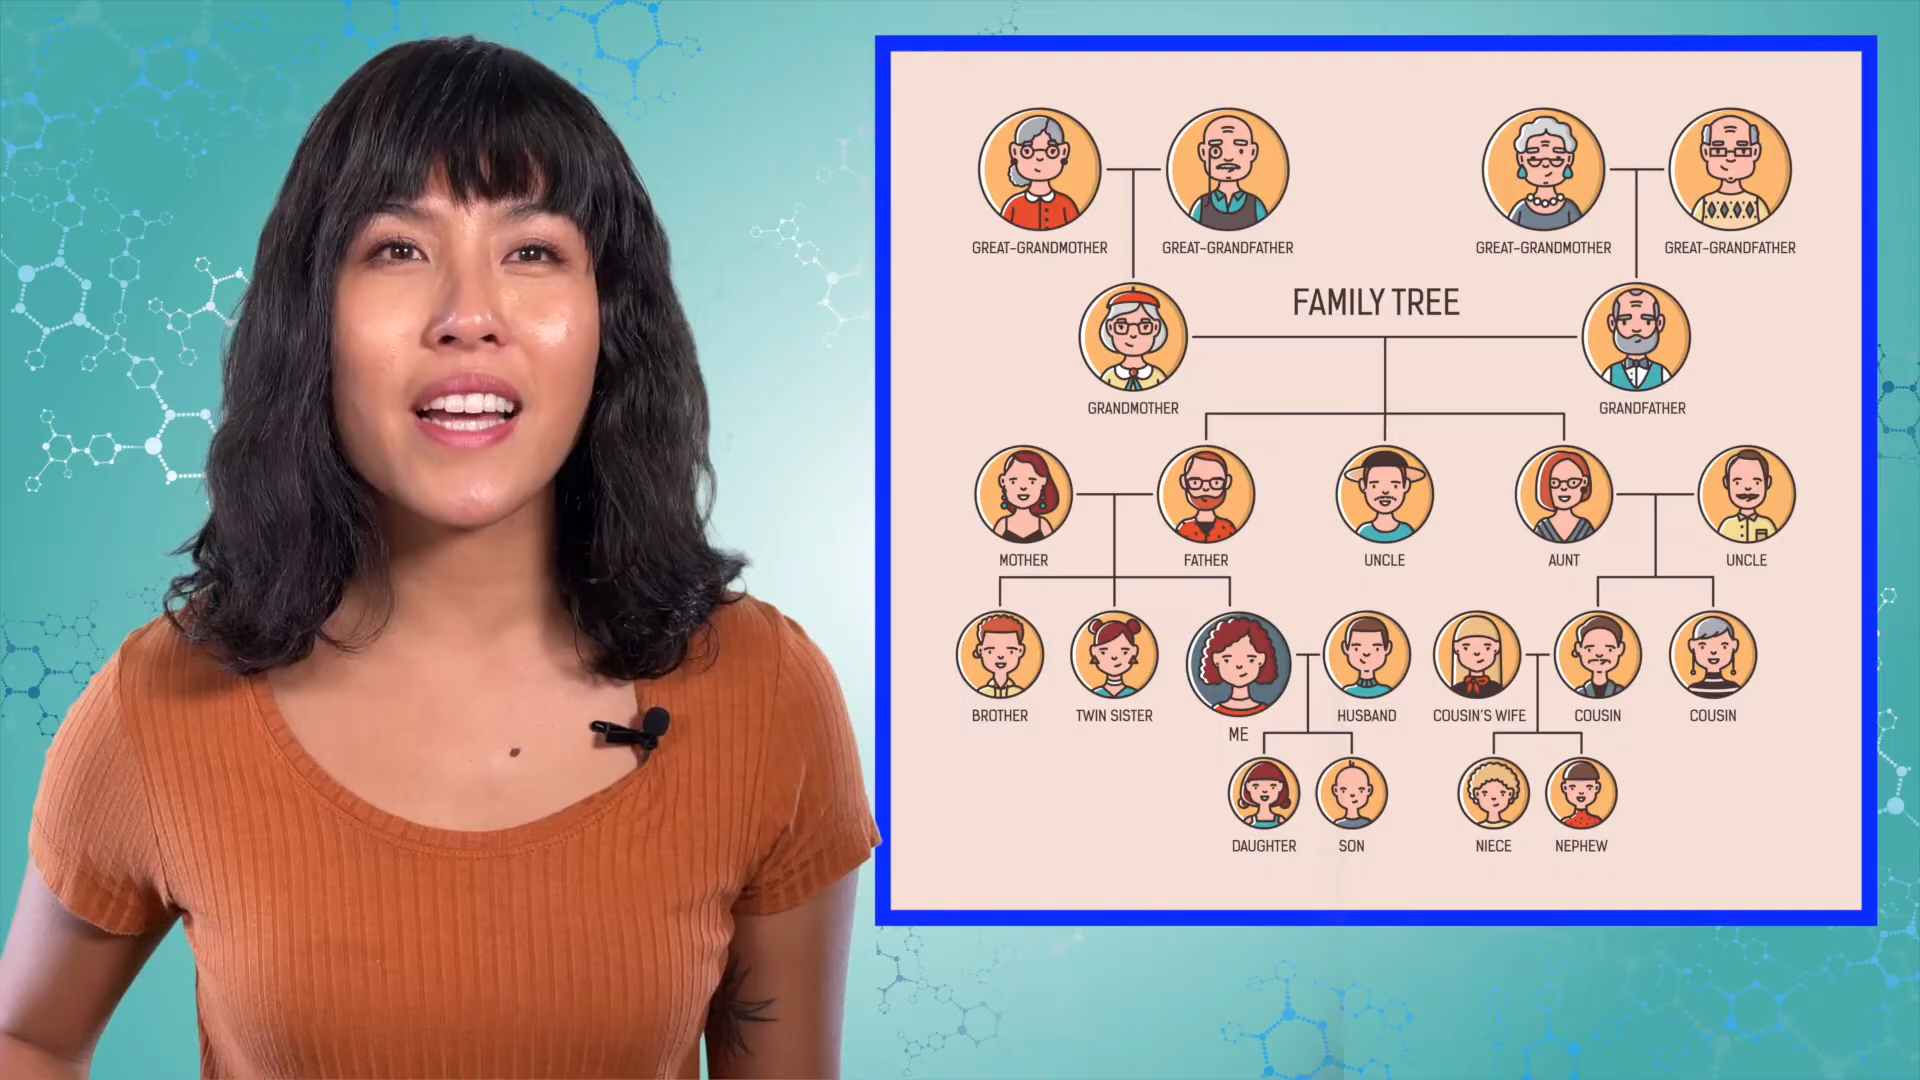 GREAT-GRANDMOTHER GREAT-GRANDFATHER GREAT-GRANDMOTHER GREAT-GRANDFATHER
FAMILY TREE
GRANDMOTHER GRANDFATHER
MOTHER FATHER UNCLE AUNT UNCLE
BROTHER TWIN SISTER ME HUSBAND COUSIN'S WIFE COUSIN COUSIN
DAUGHTER SON NIECE NEPHEW